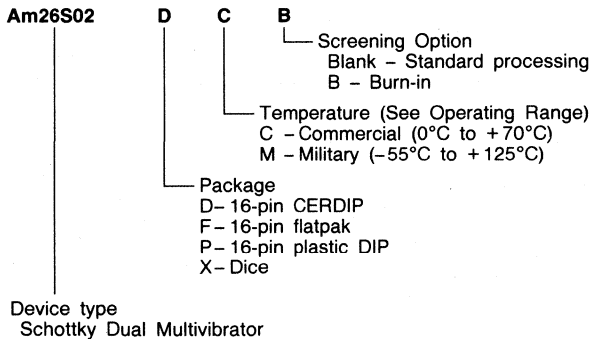 Am26S02 D C B
Screening Option
Blank – Standard processing
B – Burn-in
Temperature (See Operating Range)
C – Commercial (0°C to +70°C)
M – Military (–55°C to +125°C)
Package
D– 16-pin CERDIP
F– 16-pin flatpak
P– 16-pin plastic DIP
X– Dice
Device type
Schottky Dual Multivibrator